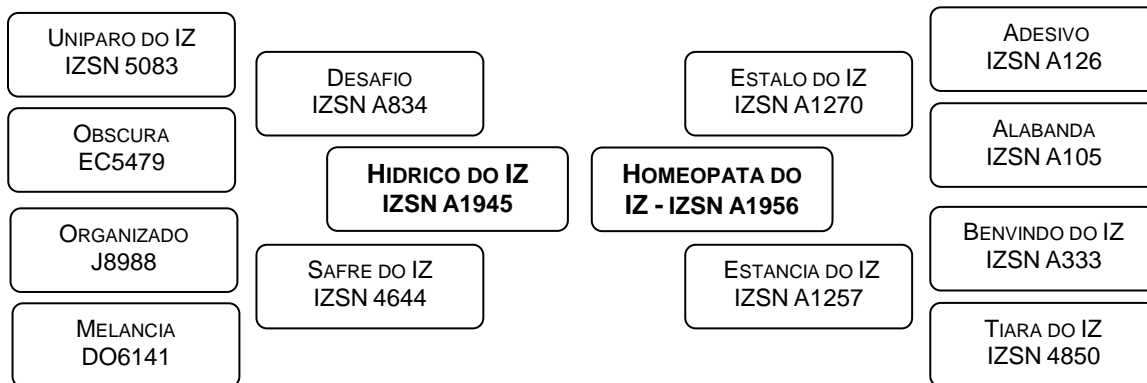 UNIPARO DO IZ
IZSN 5083
OBSCURA
EC5479
ORGANIZADO
J8988
MELANCIA
DO6141
DESAFIO
IZSN A834
SAFRE DO IZ
IZSN 4644
HIDRICO DO IZ
IZSN A1945
HOMEOPATA DO
IZ - IZSN A1956
ESTALO DO IZ
IZSN A1270
ESTANCIA DO IZ
IZSN A1257
ADESIVO
IZSN A126
ALABANDA
IZSN A105
BENVINDO DO IZ
IZSN A333
TIARA DO IZ
IZSN 4850